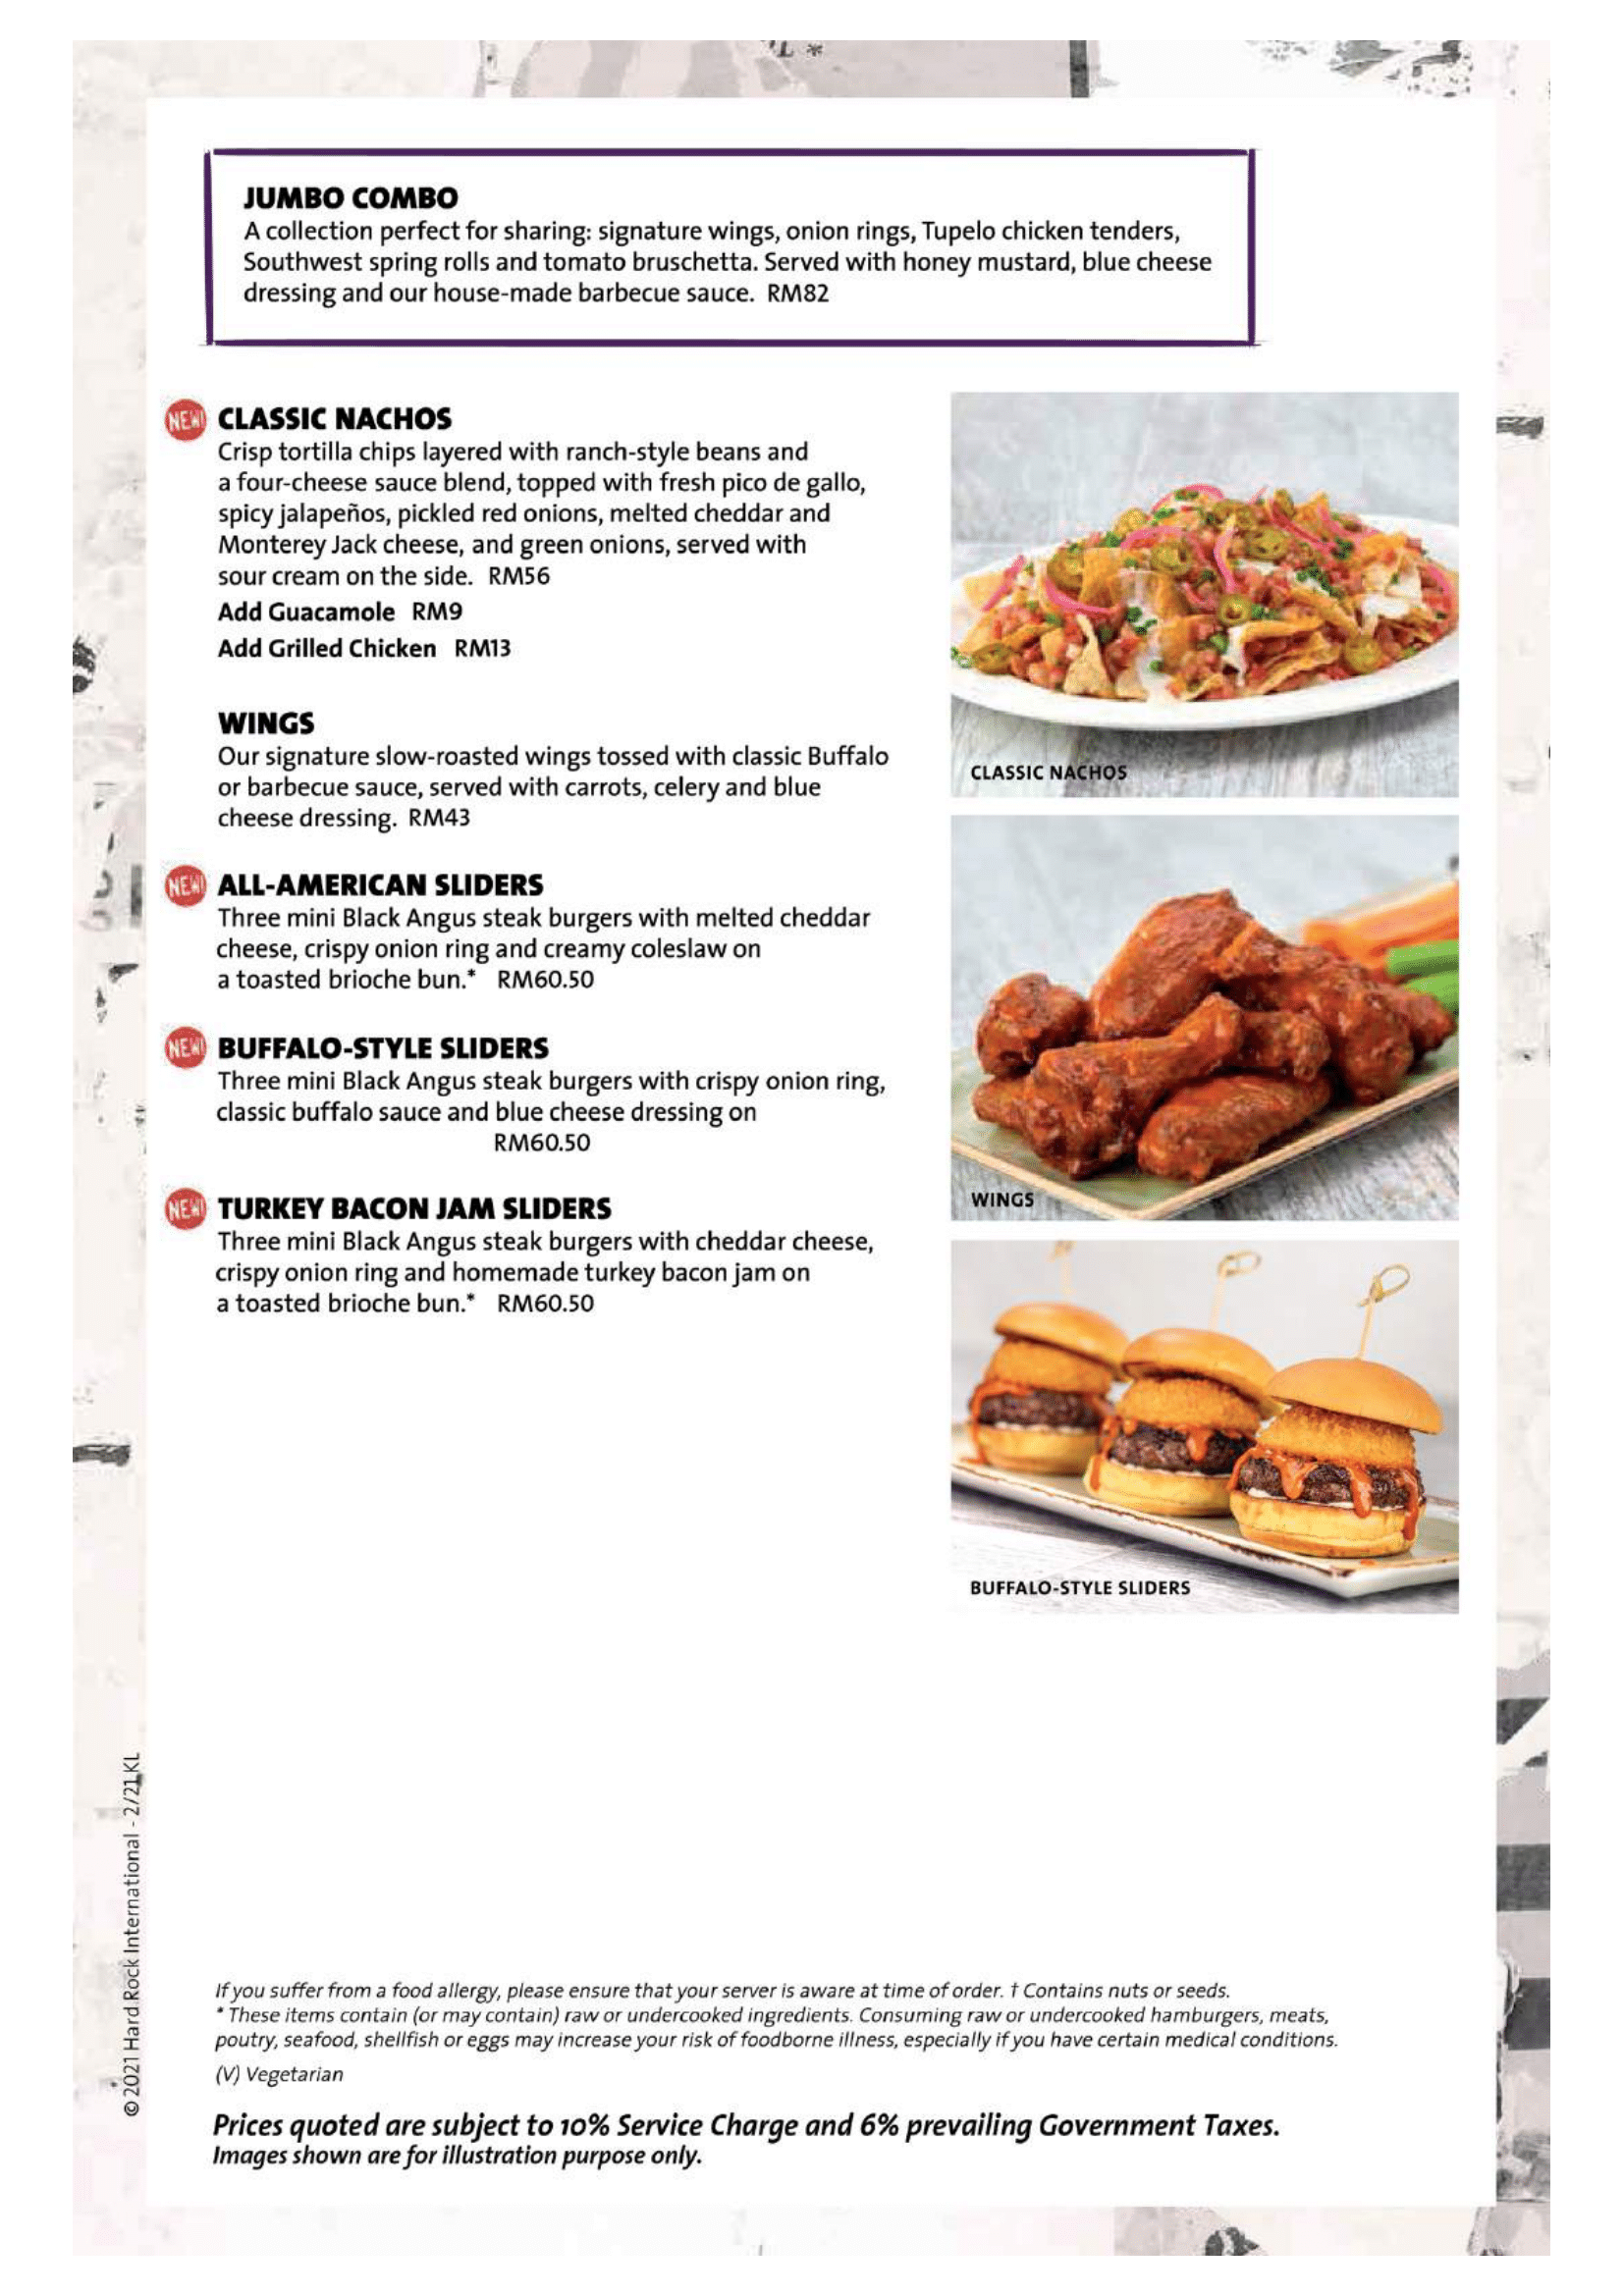 JUMBO COMBO
A collection perfect for sharing: signature wings, onion rings, Tupelo chicken tenders,
Southwest spring rolls and tomato bruschetta. Served with honey mustard, blue cheese
dressing and our house-made barbecue sauce. RM82
NEW! CLASSIC NACHOS
Crisp tortilla chips layered with ranch-style beans and
a four-cheese sauce blend, topped with fresh pico de gallo,
spicy jalapeños, pickled red onions, melted cheddar and
Monterey Jack cheese, and green onions, served with
sour cream on the side. RM56
Add Guacamole RM9
Add Grilled Chicken RM13
WINGS
Our signature slow-roasted wings tossed with classic Buffalo
or barbecue sauce, served with carrots, celery and blue
cheese dressing. RM43
NEW! ALL-AMERICAN SLIDERS
Three mini Black Angus steak burgers with melted cheddar
cheese, crispy onion ring and creamy coleslaw on
a toasted brioche bun.* RM60.50
NEW! BUFFALO-STYLE SLIDERS
Three mini Black Angus steak burgers with crispy onion ring,
classic buffalo sauce and blue cheese dressing on
RM60.50
NEW! TURKEY BACON JAM SLIDERS
Three mini Black Angus steak burgers with cheddar cheese,
crispy onion ring and homemade turkey bacon jam on
a toasted brioche bun.* RM60.50
CLASSIC NACHOS
WINGS
BUFFALO-STYLE SLIDERS
© 2021 Hard Rock International - 2/21KL
If you suffer from a food allergy, please ensure that your server is aware at time of order. † Contains nuts or seeds.
* These items contain (or may contain) raw or undercooked ingredients. Consuming raw or undercooked hamburgers, meats,
poutry, seafood, shellfish or eggs may increase your risk of foodborne illness, especially if you have certain medical conditions.
(V) Vegetarian
Prices quoted are subject to 10% Service Charge and 6% prevailing Government Taxes.
Images shown are for illustration purpose only.